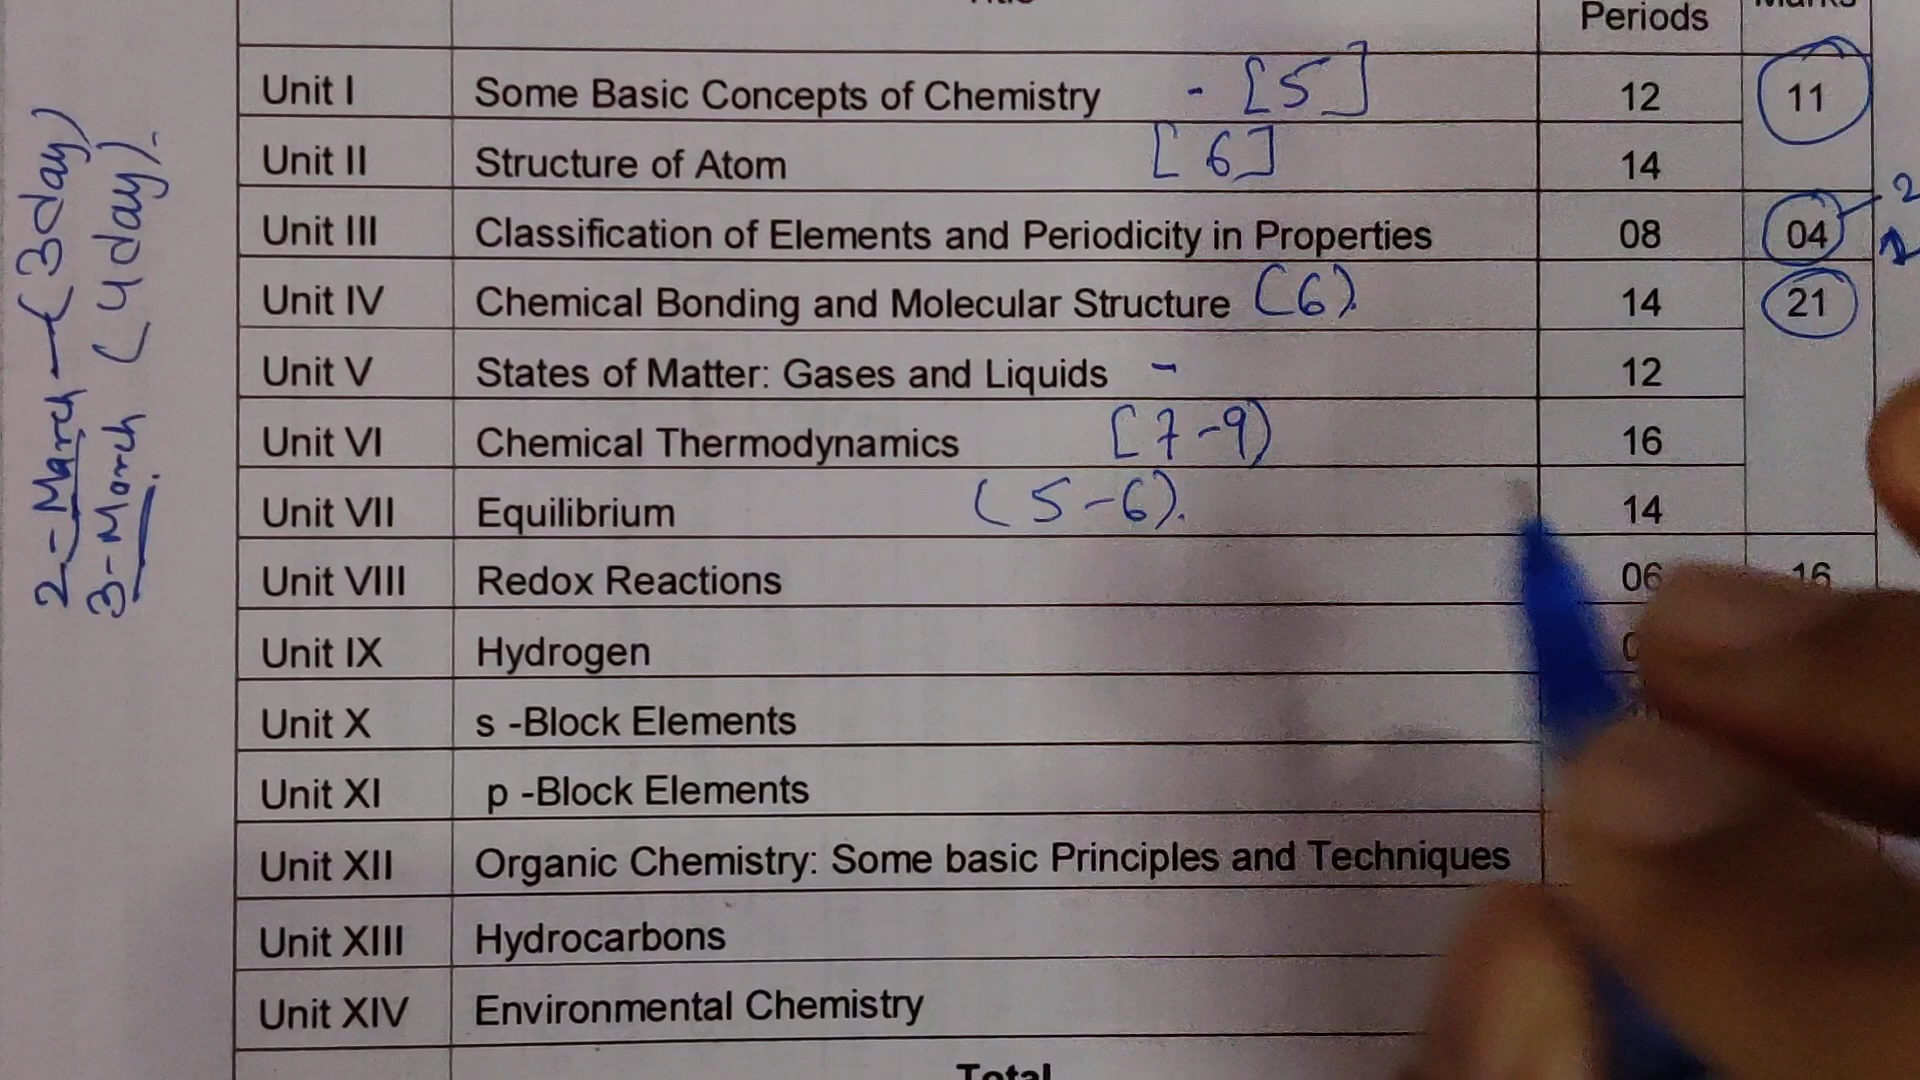 Periods
Unit I Some Basic Concepts of Chemistry - [5] 12 11
Unit II Structure of Atom [6] 14
Unit III Classification of Elements and Periodicity in Properties 08 04 2
Unit IV Chemical Bonding and Molecular Structure (6). 14 21
Unit V States of Matter: Gases and Liquids - 12
Unit VI Chemical Thermodynamics [7-9) 16
Unit VII Equilibrium (5-6). 14
Unit VIII Redox Reactions 06 16
Unit IX Hydrogen
Unit X s -Block Elements
Unit XI p -Block Elements
Unit XII Organic Chemistry: Some basic Principles and Techniques
Unit XIII Hydrocarbons
Unit XIV Environmental Chemistry
Total
2-March-(3day)
3-March (4day).